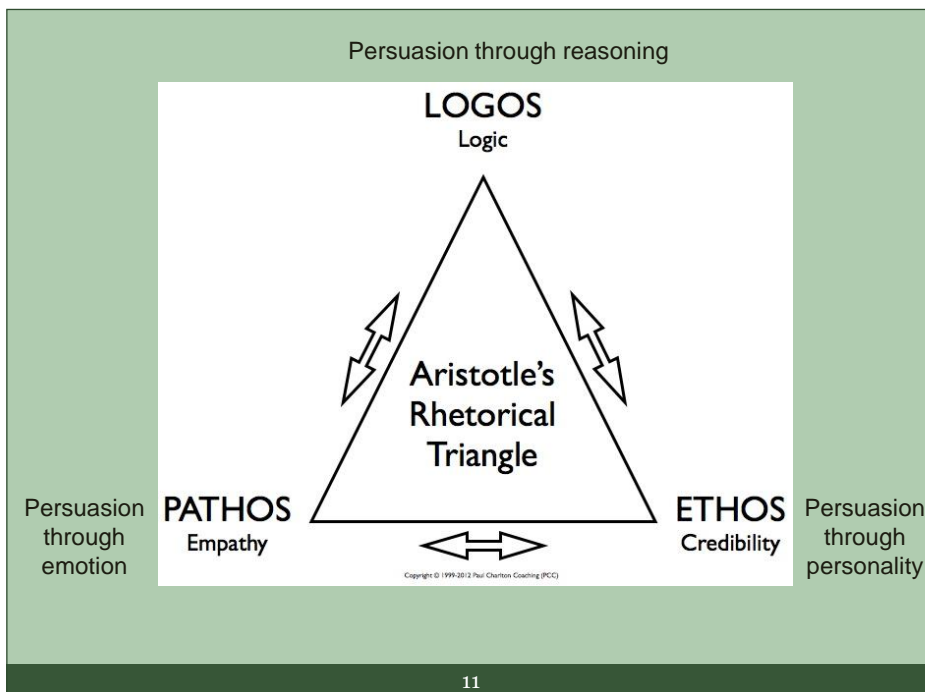 Persuasion through reasoning
LOGOS
Logic
Aristotle's
Rhetorical
Triangle
Persuasion
through
emotion
PATHOS
Empathy
ETHOS
Credibility
Persuasion
through
personality
Copyright © 1999-2012 Paul Charlton Coaching (PCC)
11